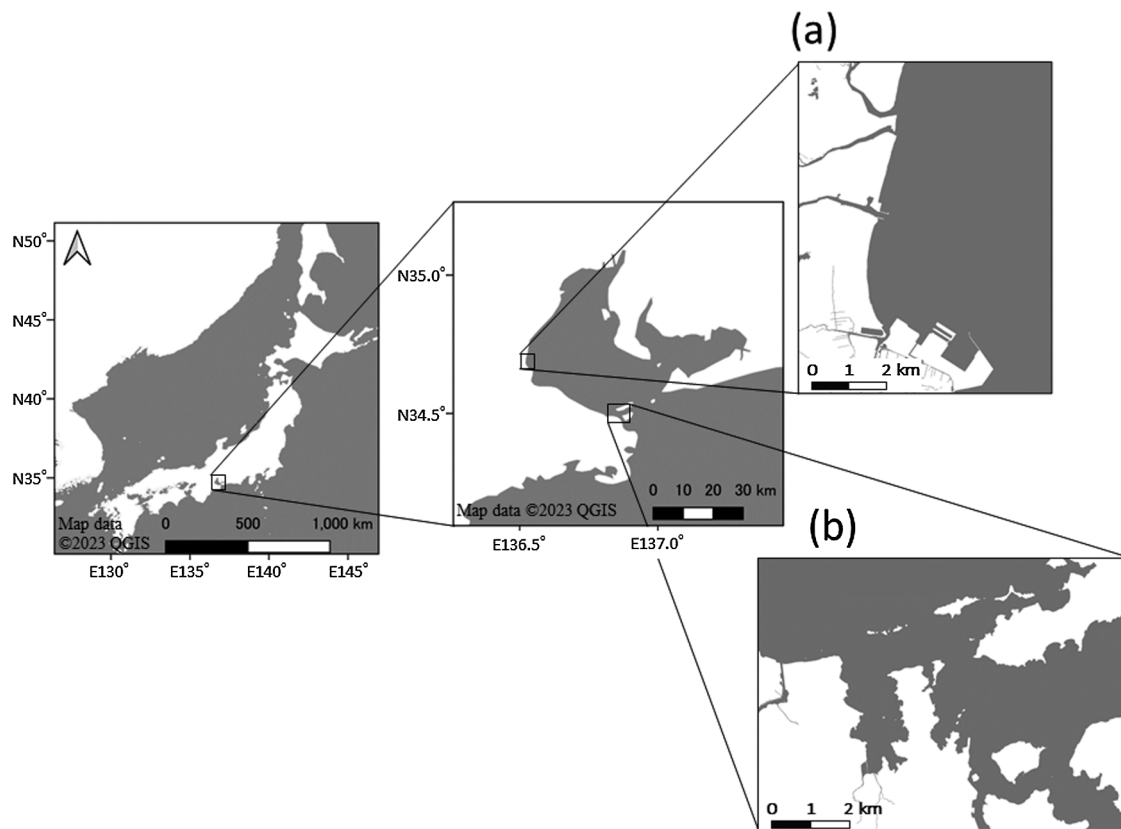 (a)
0 1 2 km
N50°
N45°
N40°
N35°
Map data
©2023 QGIS
0 500 1,000 km
E130° E135° E140° E145°
N35.0°
N34.5°
0 10 20 30 km
Map data ©2023 QGIS
E136.5° E137.0°
(b)
0 1 2 km